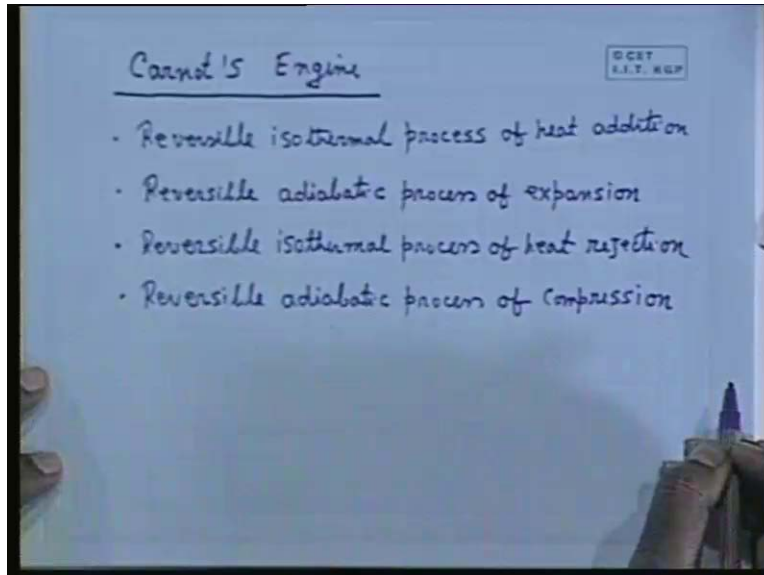 Carnot's Engine
© CET
I.I.T. KGP
· Reversible isothermal process of heat addition
· Reversible adiabatic process of expansion
· Reversible isothermal process of heat rejection
· Reversible adiabatic process of compression